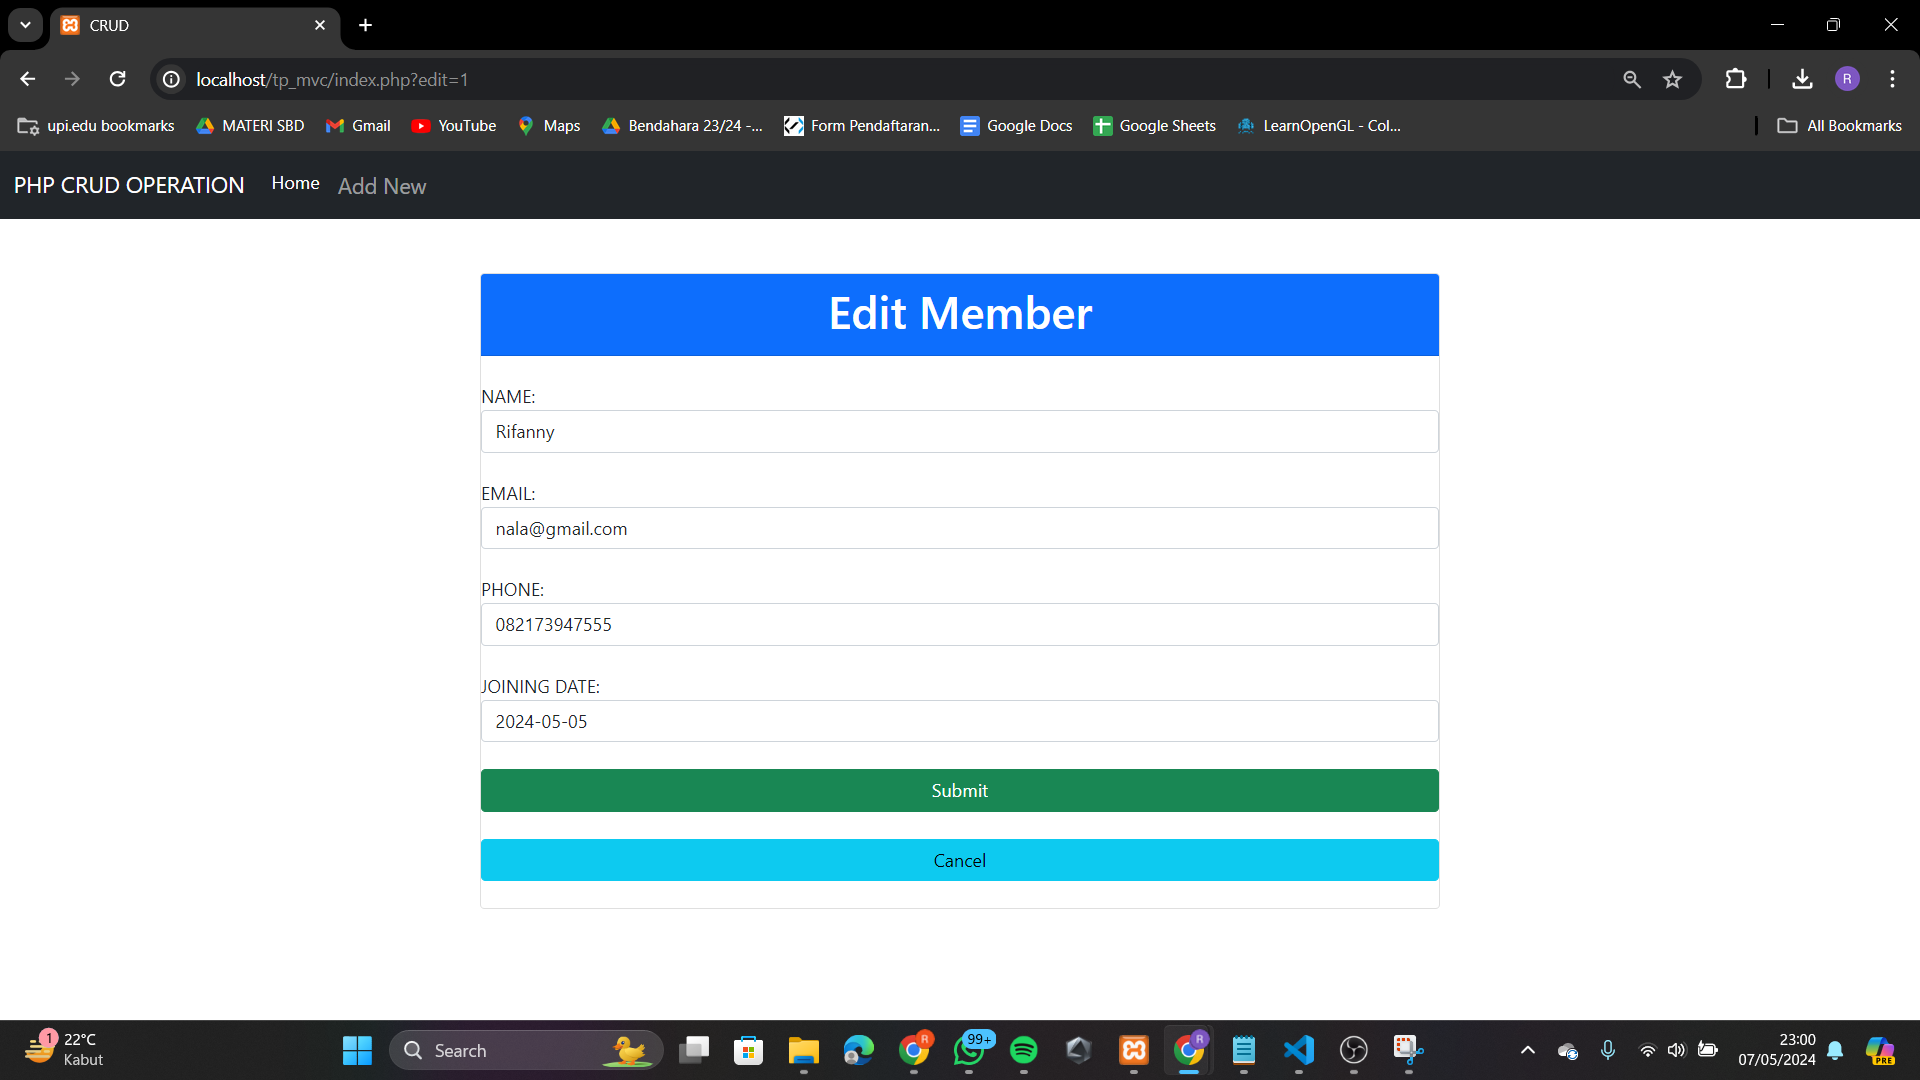 CRUD
localhost/tp_mvc/index.php?edit=1
R
upi.edu bookmarks MATERI SBD Gmail YouTube Maps Bendahara 23/24 -... Form Pendaftaran... Google Docs Google Sheets LearnOpenGL - Col... All Bookmarks
PHP CRUD OPERATION Home Add New
Edit Member
NAME:
Rifanny
EMAIL:
nala@gmail.com
PHONE:
082173947555
JOINING DATE:
2024-05-05
Submit
Cancel
1
22°C
Kabut
Search
R
99+
R
23:00
07/05/2024
PRE